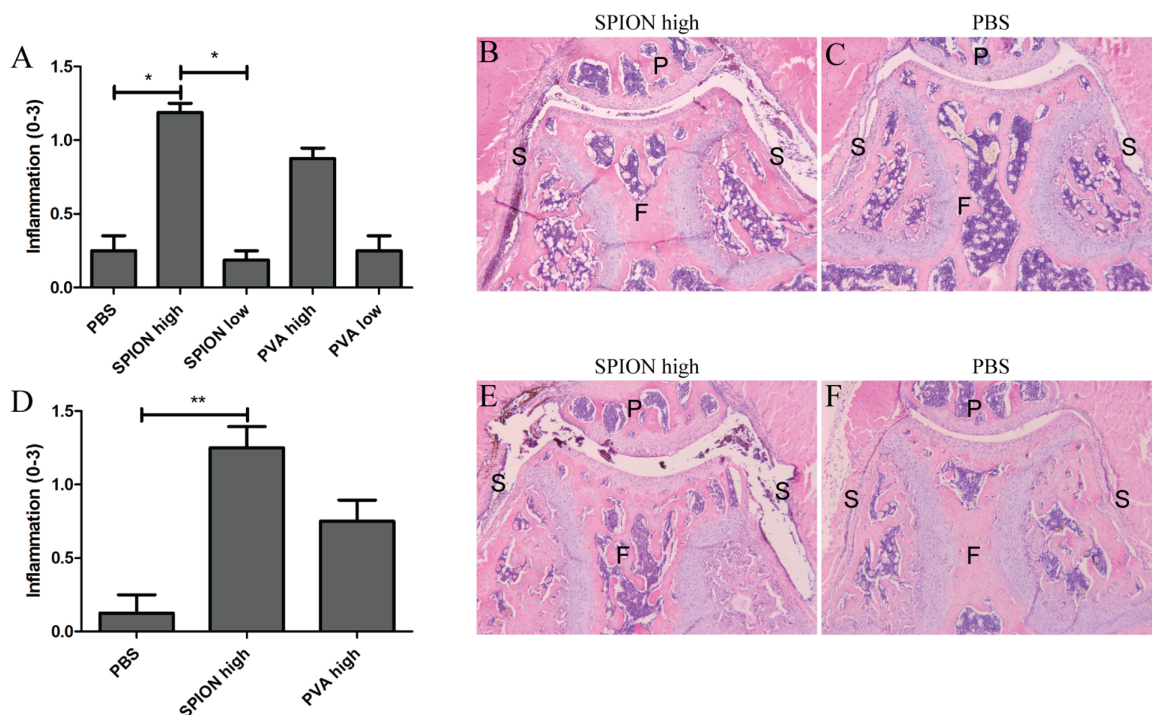 A
Inflammation (0-3)
1.5
1.0
0.5
0.0
*
*
PBS
SPION high
SPION low
PVA high
PVA low
SPION high
B
P
S
S
F
PBS
C
P
S
S
F
D
Inflammation (0-3)
1.5
1.0
0.5
0.0
**
PBS
SPION high
PVA high
SPION high
E
P
S
S
F
PBS
F
P
S
S
F